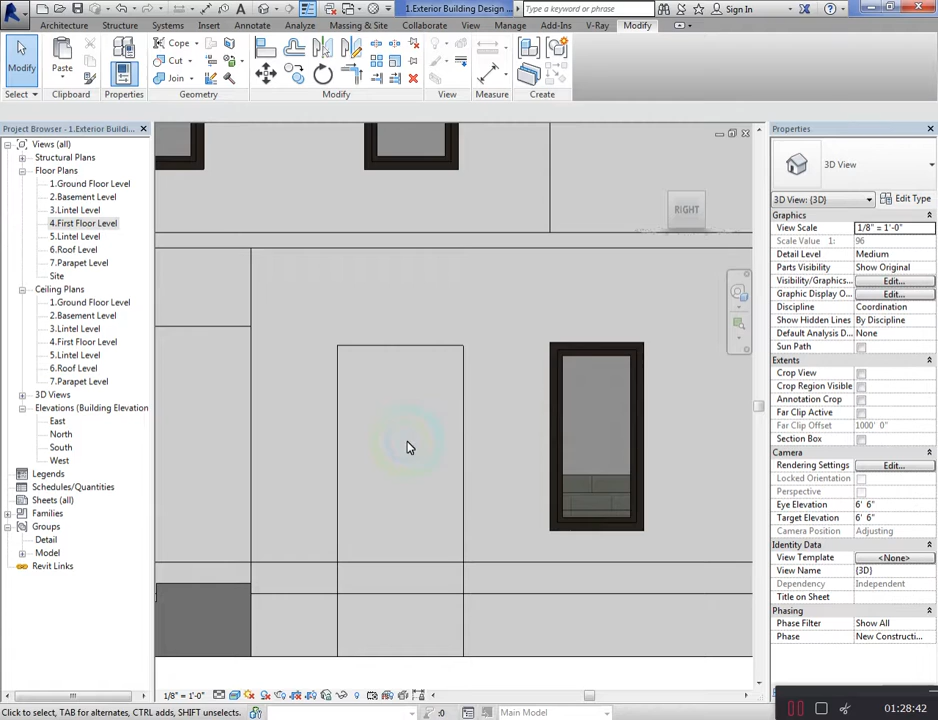 1.Exterior Building Design ...
Type a keyword or phrase
Sign In
Architecture Structure Systems Insert Annotate Analyze Massing & Site Collaborate View Manage Add-Ins V-Ray Modify
Modify
Paste
Cope
Cut
Join
Select Clipboard Properties Geometry Modify View Measure Create
Project Browser - 1.Exterior Buildi...
Views (all)
Structural Plans
Floor Plans
1.Ground Floor Level
2.Basement Level
3.Lintel Level
4.First Floor Level
5.Lintel Level
6.Roof Level
7.Parapet Level
Site
Ceiling Plans
1.Ground Floor Level
2.Basement Level
3.Lintel Level
4.First Floor Level
5.Lintel Level
6.Roof Level
7.Parapet Level
3D Views
Elevations (Building Elevation
East
North
South
West
Legends
Schedules/Quantities
Sheets (all)
Families
Groups
Detail
Model
Revit Links
RIGHT
Properties
3D View
3D View: {3D} Edit Type
Graphics
View Scale 1/8" = 1'-0"
Scale Value 1: 96
Detail Level Medium
Parts Visibility Show Original
Visibility/Graphics... Edit...
Graphic Display O... Edit...
Discipline Coordination
Show Hidden Lines By Discipline
Default Analysis D... None
Sun Path
Extents
Crop View
Crop Region Visible
Annotation Crop
Far Clip Active
Far Clip Offset 1000' 0"
Section Box
Camera
Rendering Settings Edit...
Locked Orientation
Perspective
Eye Elevation 6' 6"
Target Elevation 6' 6"
Camera Position Adjusting
Identity Data
View Template <None>
View Name {3D}
Dependency Independent
Title on Sheet
Phasing
Phase Filter Show All
Phase New Constructi...
1/8" = 1'-0"
Click to select, TAB for alternates, CTRL adds, SHIFT unselects.
:0
Main Model
01:28:42